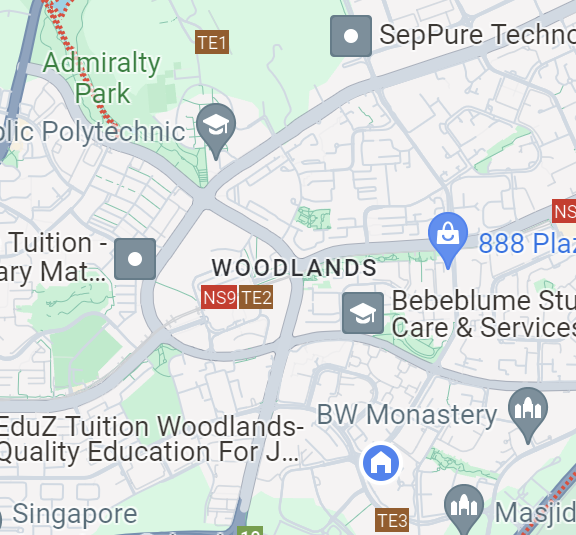 TE1
SepPure Techno
Admiralty
Park
blic Polytechnic
NS
Tuition -
ary Mat...
888 Plaz
WOODLANDS
NS9 TE2
Bebeblume Stu
Care & Services
BW Monastery
EduZ Tuition Woodlands-
Quality Education For J...
Singapore
TE3
Masjid